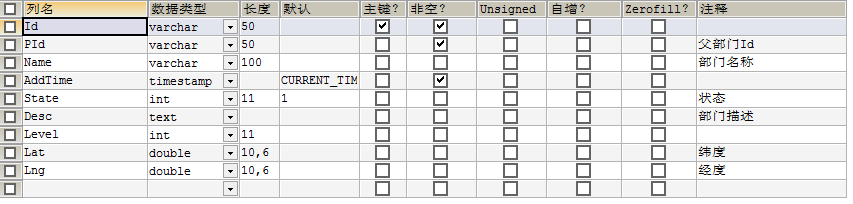 列名 数据类型 长度 默认 主键? 非空? Unsigned 自增? Zerofill? 注释
Id varchar 50
PId varchar 50 父部门Id
Name varchar 100 部门名称
AddTime timestamp CURRENT_TIM
State int 11 1 状态
Desc text 部门描述
Level int 11
Lat double 10,6 纬度
Lng double 10,6 经度